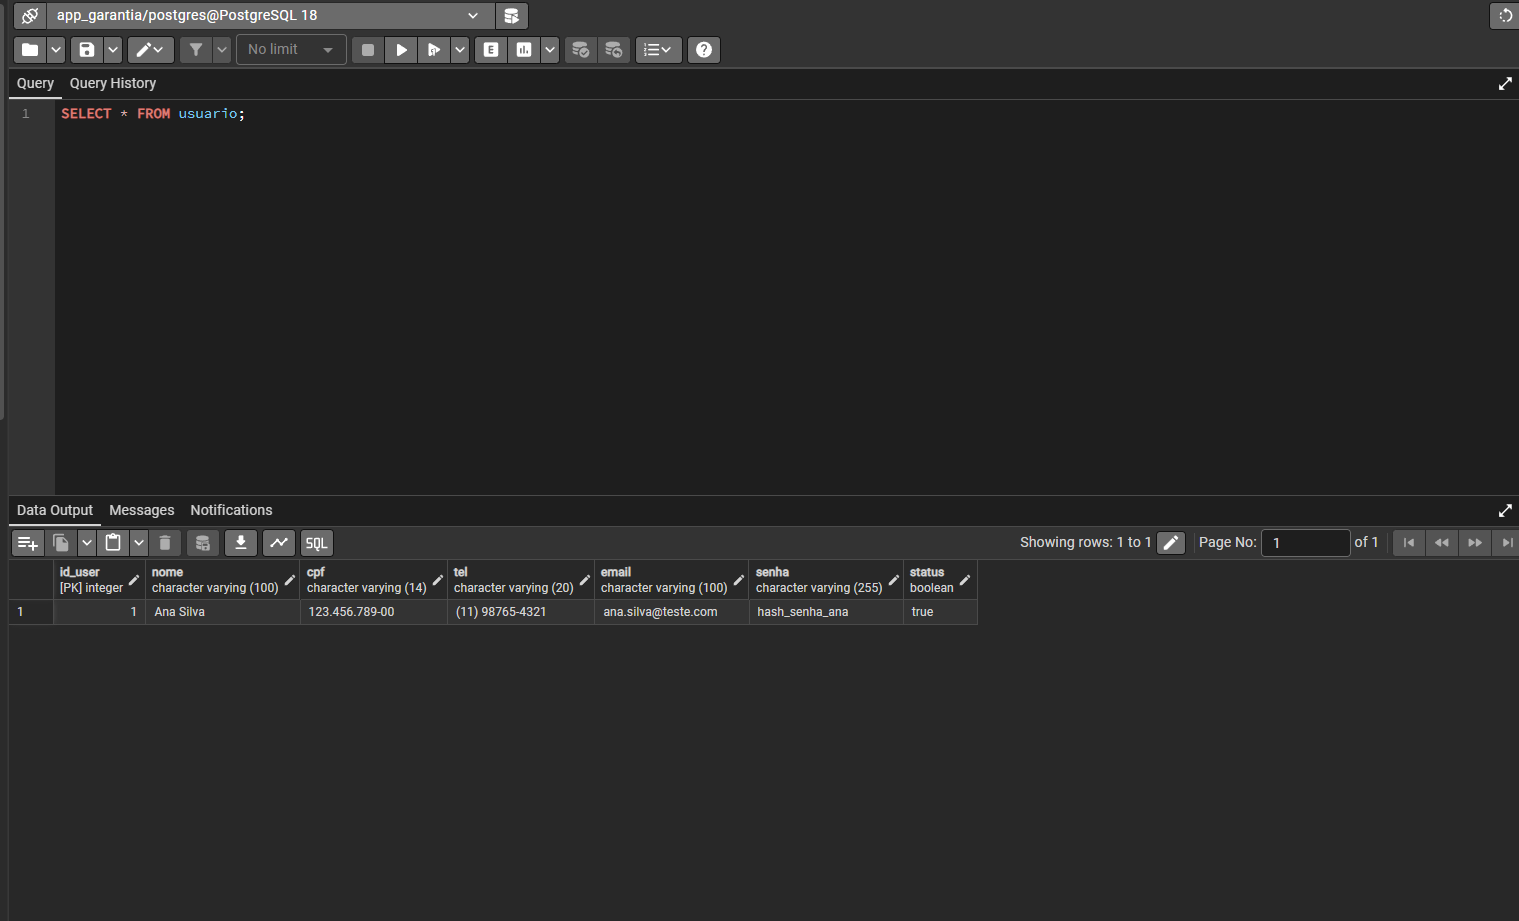 app_garantia/postgres@PostgreSQL 18
No limit
E
Query Query History
1 SELECT * FROM usuario;
Data Output Messages Notifications
SQL Showing rows: 1 to 1 Page No: 1 of 1
id_user nome cpf tel email senha status
[PK] integer character varying (100) character varying (14) character varying (20) character varying (100) character varying (255) boolean
1 1 Ana Silva 123.456.789-00 (11) 98765-4321 ana.silva@teste.com hash_senha_ana true